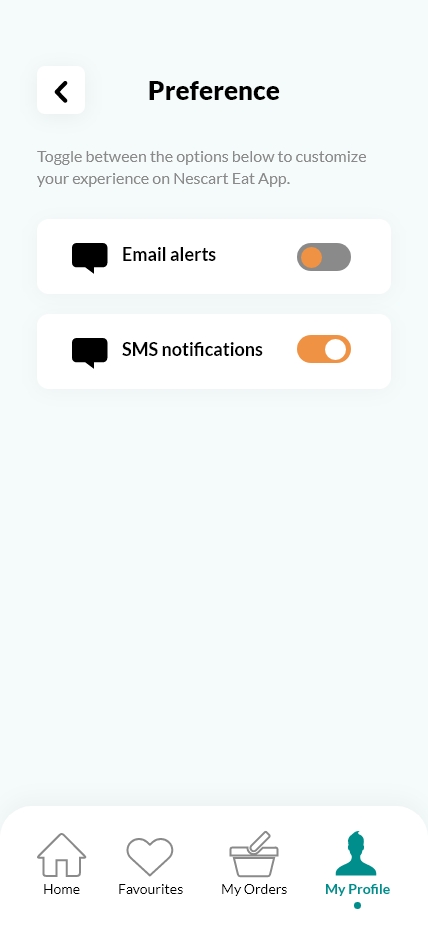 Preference
Toggle between the options below to customize
your experience on Nescart Eat App.
Email alerts
SMS notifications
Home
Favourites
My Orders
My Profile